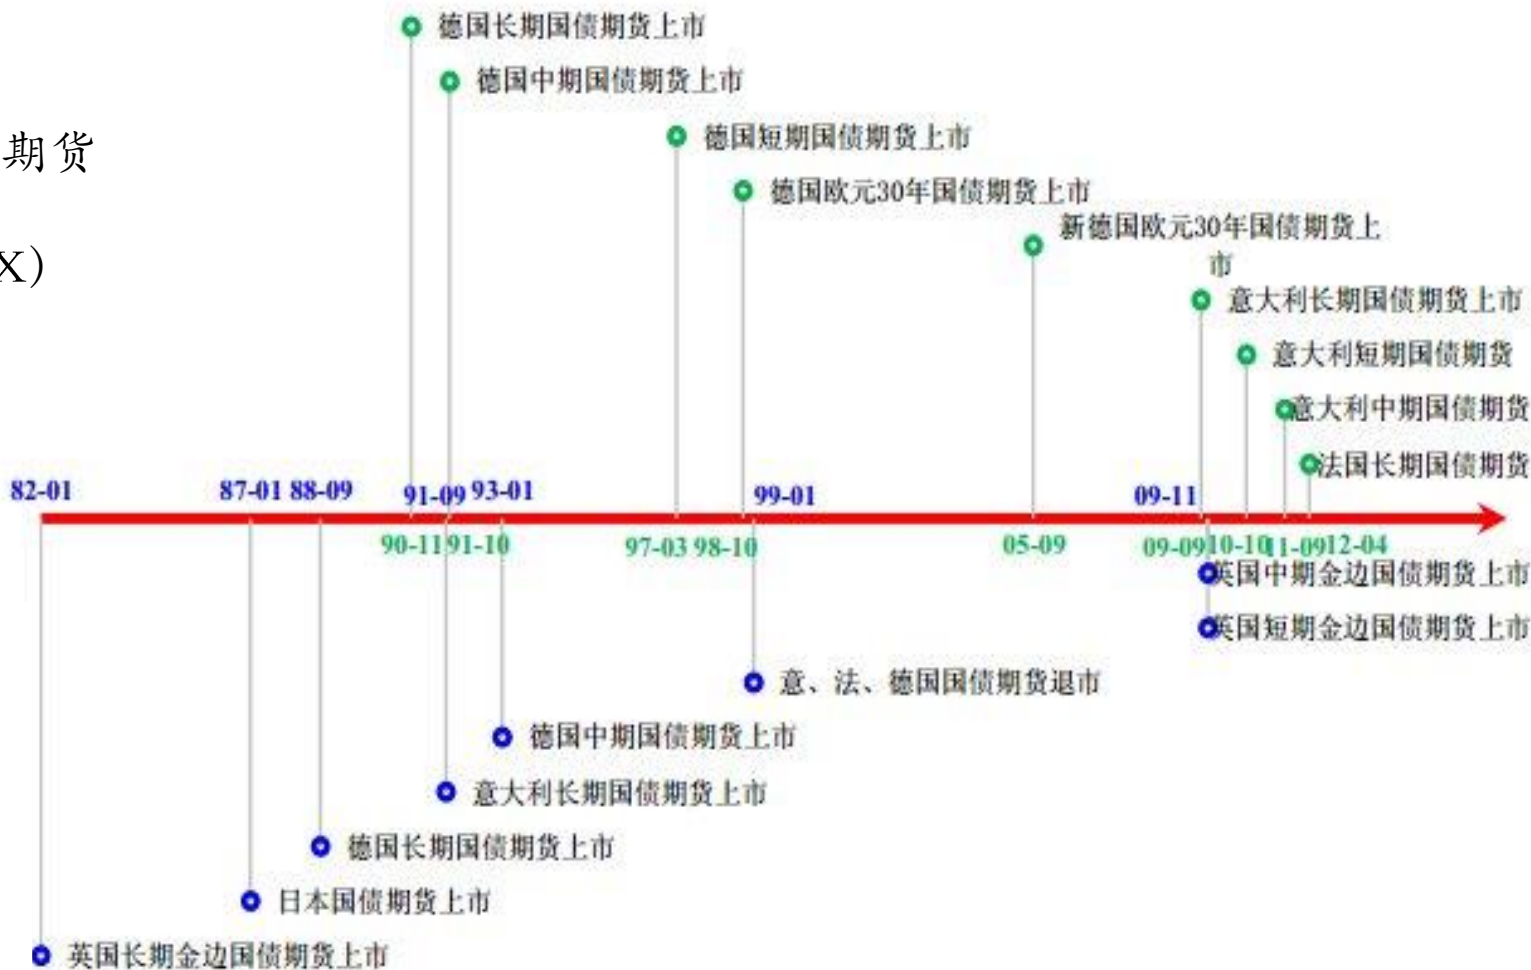 德国长期国债期货上市
德国中期国债期货上市
期货
德国短期国债期货上市
德国欧元30年国债期货上市
新德国欧元30年国债期货上
市
X）
意大利长期国债期货上市
意大利短期国债期货
意大利中期国债期货
法国长期国债期货
82-01
87-01
88-09
91-09
93-01
99-01
09-11
90-11
91-10
97-03
98-10
05-09
09-09
10-10
11-09
12-04
英国中期金边国债期货上市
英国短期金边国债期货上市
意、法、德国国债期货退市
德国中期国债期货上市
意大利长期国债期货上市
德国长期国债期货上市
日本国债期货上市
英国长期金边国债期货上市